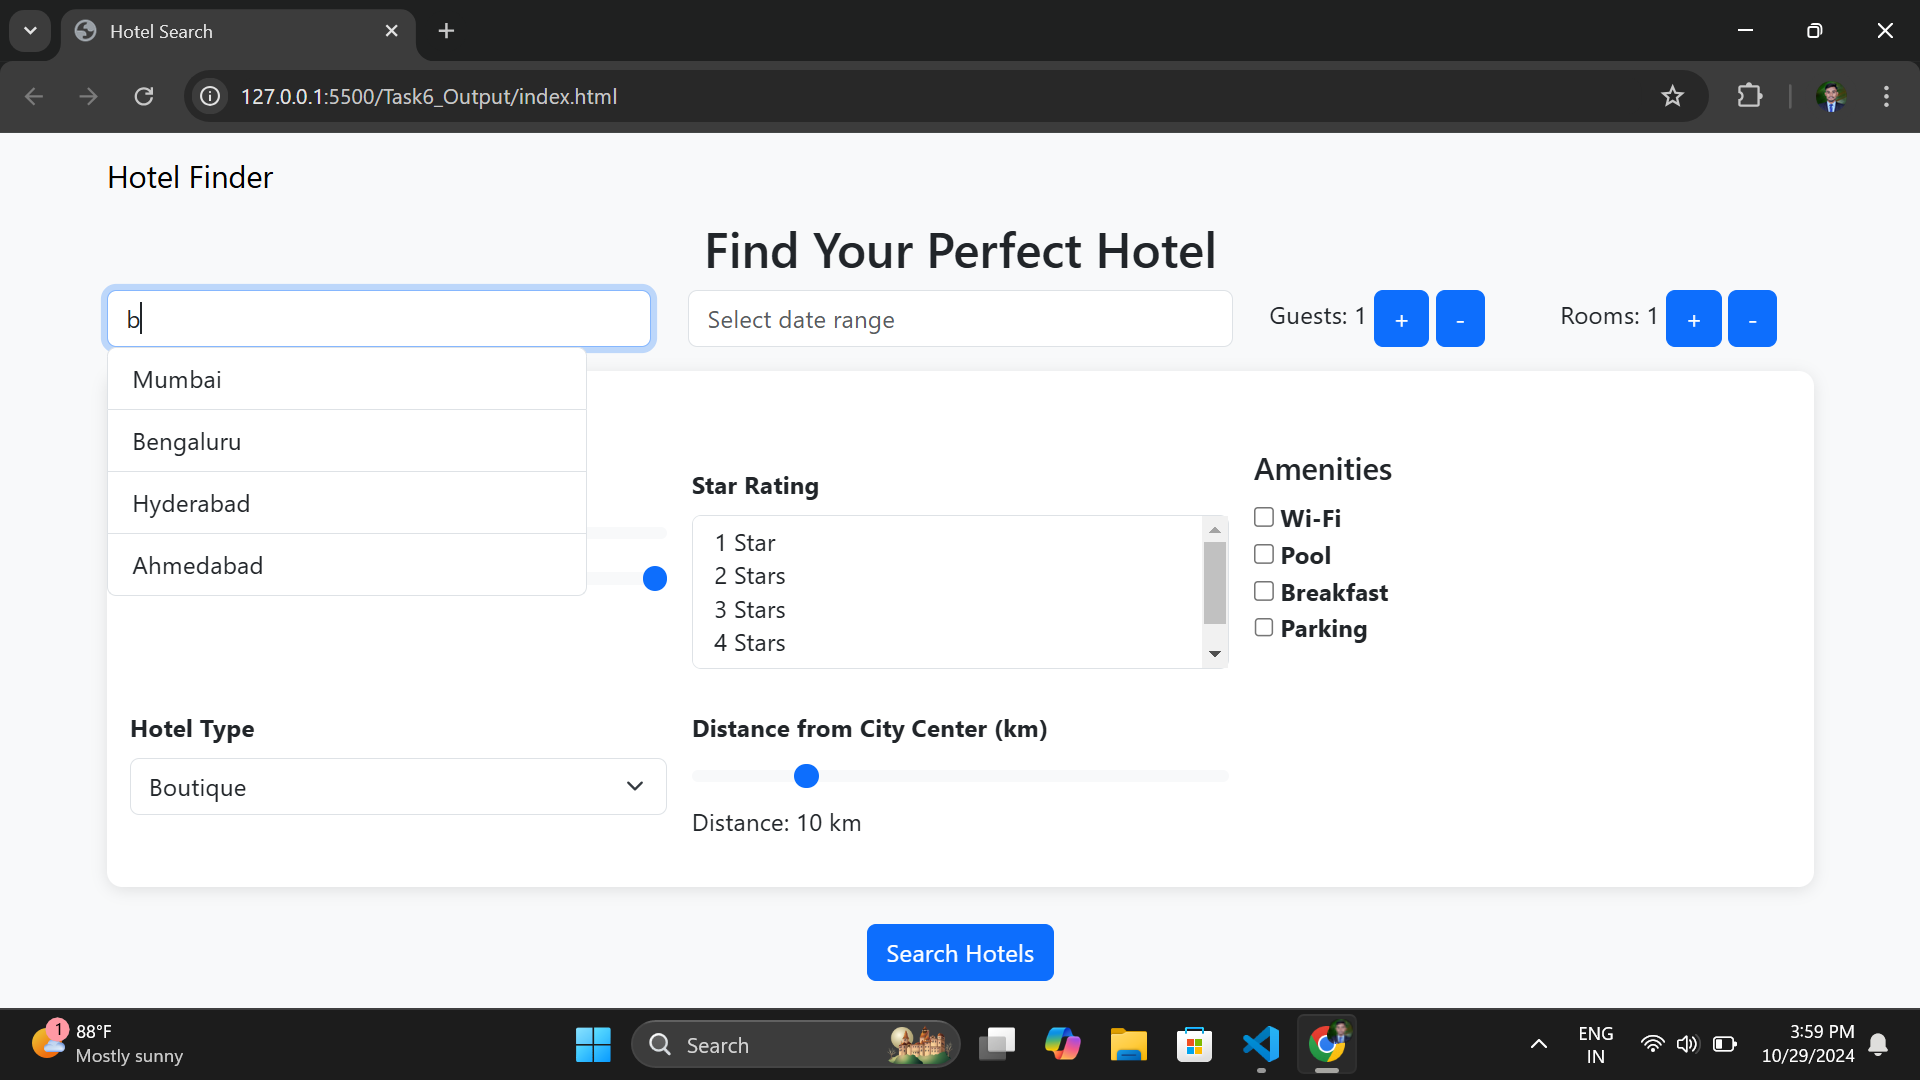 Hotel Search
127.0.0.1:5500/Task6_Output/index.html
Hotel Finder
Find Your Perfect Hotel
b
Select date range
Guests: 1 + -
Rooms: 1 + -
Mumbai
Bengaluru
Hyderabad
Ahmedabad
Star Rating
1 Star
2 Stars
3 Stars
4 Stars
Amenities
Wi-Fi
Pool
Breakfast
Parking
Hotel Type
Boutique
Distance from City Center (km)
Distance: 10 km
Search Hotels
1
88°F
Mostly sunny
Search
ENG
IN
3:59 PM
10/29/2024